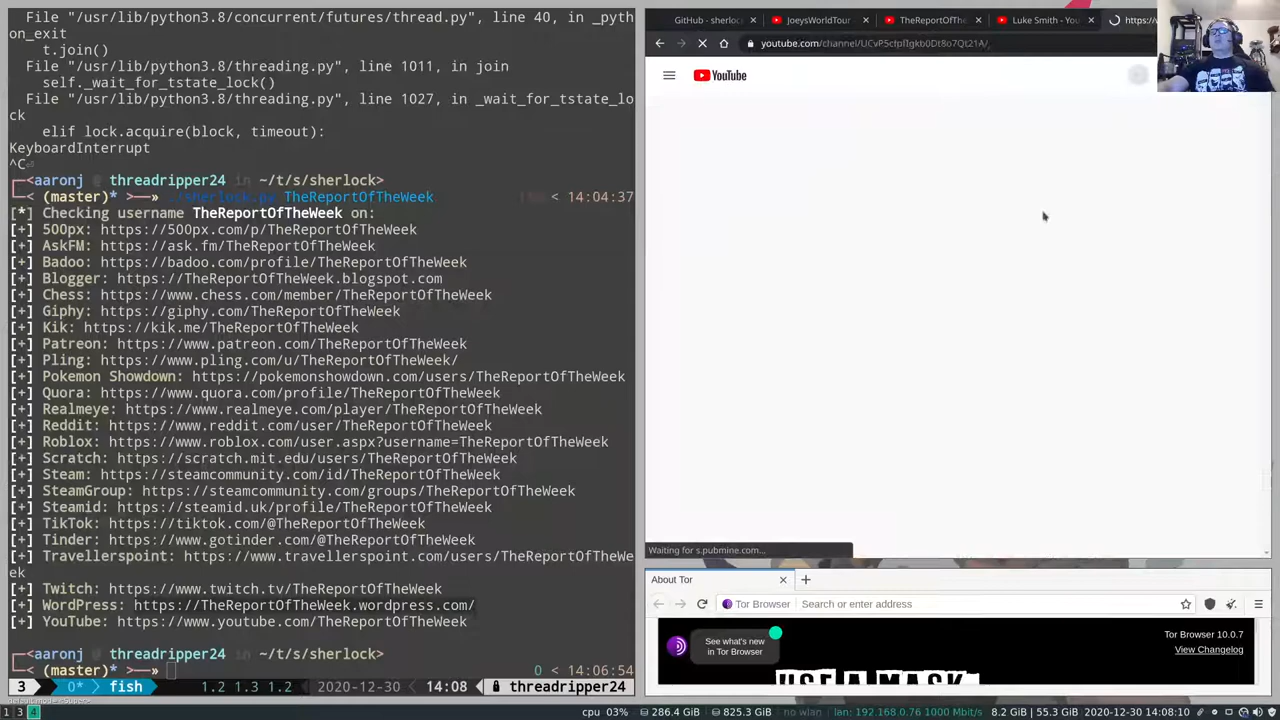 File "/usr/lib/python3.8/concurrent/futures/thread.py", line 40, in _pyth
on_exit
t.join()
File "/usr/lib/python3.8/threading.py", line 1011, in join
self._wait_for_tstate_lock()
File "/usr/lib/python3.8/threading.py", line 1027, in _wait_for_tstate_lo
ck
elif lock.acquire(block, timeout):
KeyboardInterrupt
^C⏎
<aaronj @ threadripper24 in ~/t/s/sherlock>
< (master)* >—» ./sherlock.py TheReportOfTheWeek < 14:04:37
[*] Checking username TheReportOfTheWeek on:
[+] 500px: https://500px.com/p/TheReportOfTheWeek
[+] AskFM: https://ask.fm/TheReportOfTheWeek
[+] Badoo: https://badoo.com/profile/TheReportOfTheWeek
[+] Blogger: https://TheReportOfTheWeek.blogspot.com
[+] Chess: https://www.chess.com/member/TheReportOfTheWeek
[+] Giphy: https://giphy.com/TheReportOfTheWeek
[+] Kik: https://kik.me/TheReportOfTheWeek
[+] Patreon: https://www.patreon.com/TheReportOfTheWeek
[+] Pling: https://www.pling.com/u/TheReportOfTheWeek/
[+] Pokemon Showdown: https://pokemonshowdown.com/users/TheReportOfTheWeek
[+] Quora: https://www.quora.com/profile/TheReportOfTheWeek
[+] Realmeye: https://www.realmeye.com/player/TheReportOfTheWeek
[+] Reddit: https://www.reddit.com/user/TheReportOfTheWeek
[+] Roblox: https://www.roblox.com/user.aspx?username=TheReportOfTheWeek
[+] Scratch: https://scratch.mit.edu/users/TheReportOfTheWeek
[+] Steam: https://steamcommunity.com/id/TheReportOfTheWeek
[+] SteamGroup: https://steamcommunity.com/groups/TheReportOfTheWeek
[+] Steamid: https://steamid.uk/profile/TheReportOfTheWeek
[+] TikTok: https://tiktok.com/@TheReportOfTheWeek
[+] Tinder: https://www.gotinder.com/@TheReportOfTheWeek
[+] Travellerspoint: https://www.travellerspoint.com/users/TheReportOfTheWe
ek
[+] Twitch: https://www.twitch.tv/TheReportOfTheWeek
[+] WordPress: https://TheReportOfTheWeek.wordpress.com/
[+] YouTube: https://www.youtube.com/TheReportOfTheWeek
<aaronj @ threadripper24 in ~/t/s/sherlock>
< (master)* >—» 0 < 14:06:54
3 0* fish 1.2 1.3 1.2 2020-12-30 14:08 threadripper24
GitHub - sherloc × JoeysWorldTour × TheReportOfThe × Luke Smith - You × https://
youtube.com/channel/
YouTube
Waiting for s.pubmine.com...
About Tor × +
Tor Browser Search or enter address
See what's new
in Tor Browser
Tor Browser 10.0.7
View Changelog
USE A MASK
1 3 4 cpu 03% 286.4 GiB 825.3 GiB no wlan lan: 192.168.0.76 1000 Mbit/s 8.2 GiB | 55.3 GiB 2020-12-30 14:08:10